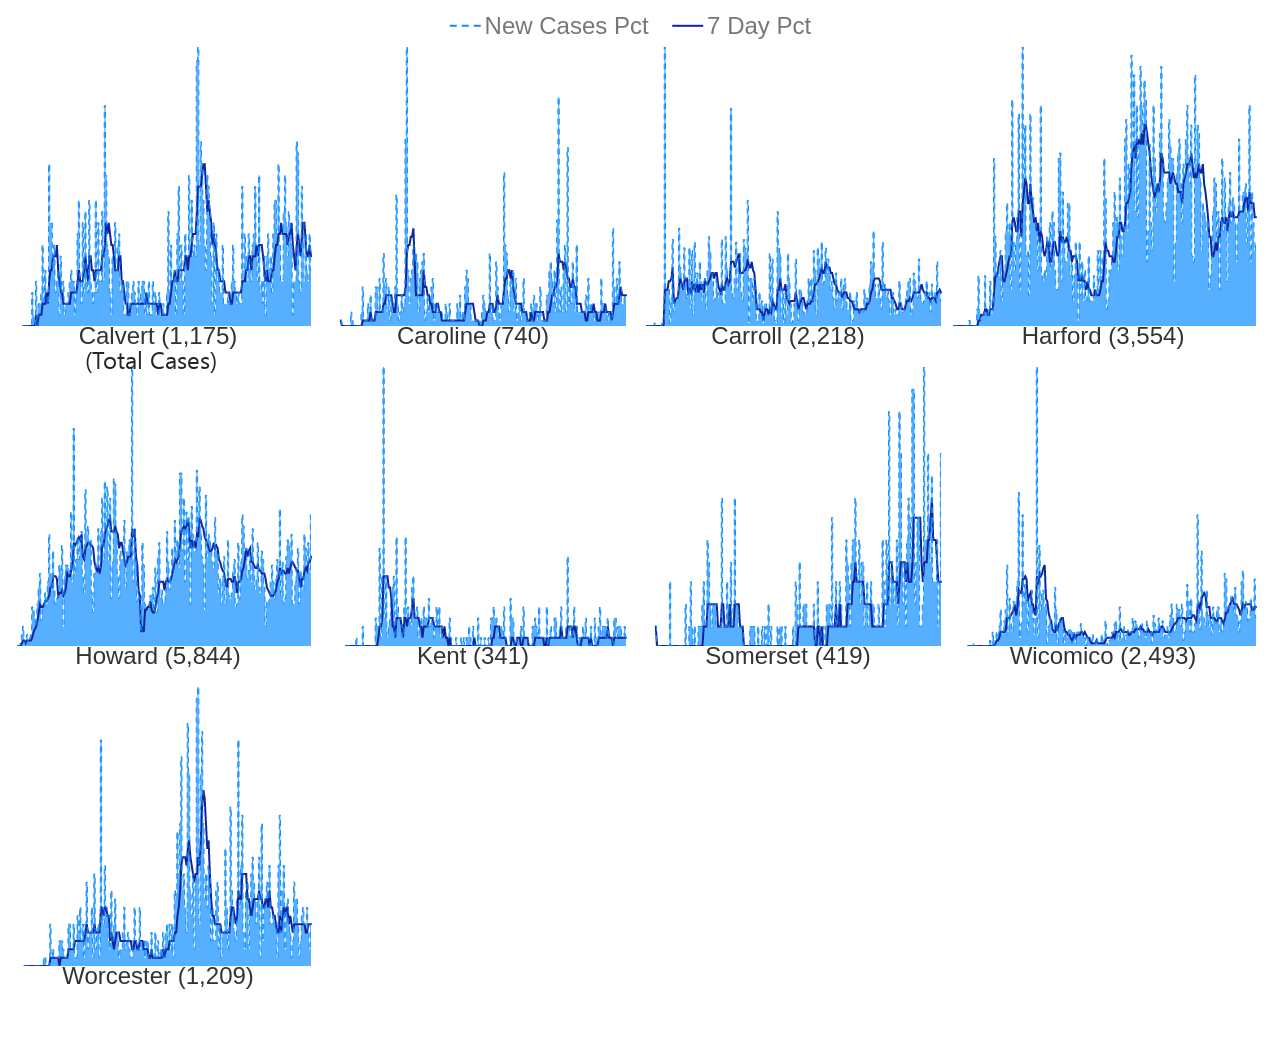 New Cases Pct 7 Day Pct
Calvert (1,175) Caroline (740) Carroll (2,218) Harford (3,554)
(Total Cases)
Howard (5,844) Kent (341) Somerset (419) Wicomico (2,493)
Worcester (1,209)